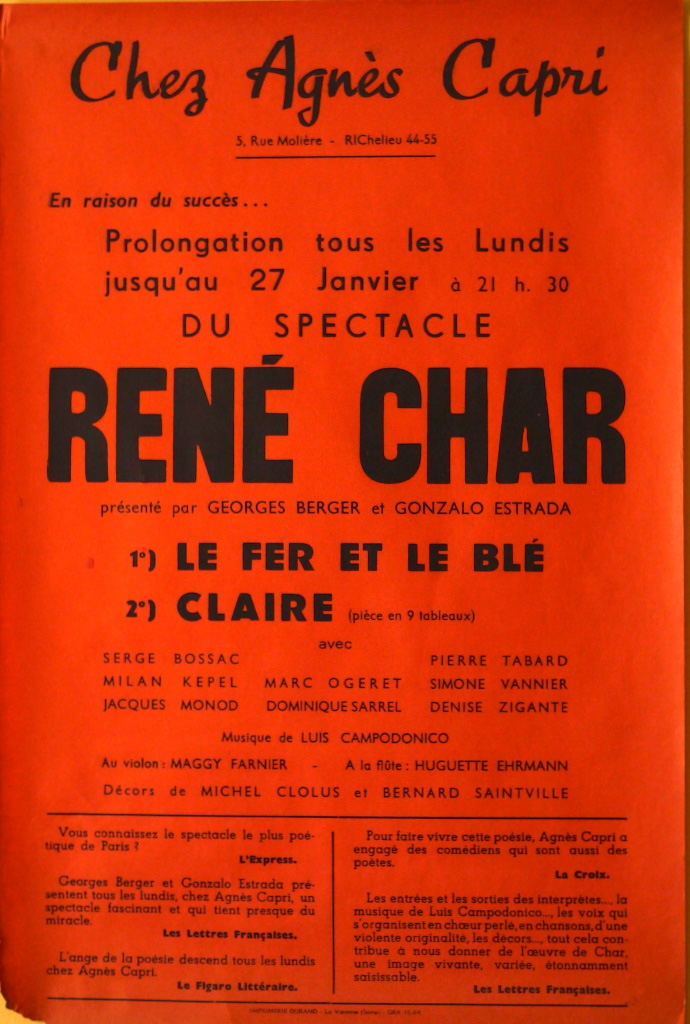 Chez Agnès Capri
5, Rue Molière - RIChelieu 44-55
En raison du succès...
Prolongation tous les Lundis
jusqu'au 27 Janvier à 21 h. 30
DU SPECTACLE
RENÉ CHAR
présenté par GEORGES BERGER et GONZALO ESTRADA
1º) LE FER ET LE BLÉ
2º) CLAIRE (pièce en 9 tableaux)
avec
SERGE BOSSAC PIERRE TABARD
MILAN KEPEL MARC OGERET SIMONE VANNIER
JACQUES MONOD DOMINIQUE SARREL DENISE ZIGANTE
Musique de LUIS CAMPODONICO
Au violon : MAGGY FARNIER - A la flûte : HUGUETTE EHRMANN
Décors de MICHEL CLOLUS et BERNARD SAINTVILLE
Vous connaissez le spectacle le plus poé-
tique de Paris ?
L'Express.
Georges Berger et Gonzalo Estrada pré-
sentent tous les lundis, chez Agnès Capri, un
spectacle fascinant et qui tient presque du
miracle.
Les Lettres Françaises.
L'ange de la poésie descend tous les lundis
chez Agnès Capri.
Le Figaro Littéraire.
Pour faire vivre cette poésie, Agnès Capri a
engagé des comédiens qui sont aussi des
poètes.
La Croix.
Les entrées et les sorties des interprètes..., la
musique de Luis Campodonico..., les voix qui
s'organisent en chœur perlé, en chansons, d'une
violente originalité, les décors..., tout cela con-
tribue à nous donner de l'œuvre de Char,
une image vivante, variée, étonnamment
saisissable.
Les Lettres Françaises.
IMPRIMERIE DURAND - La Varenne (Seine) -